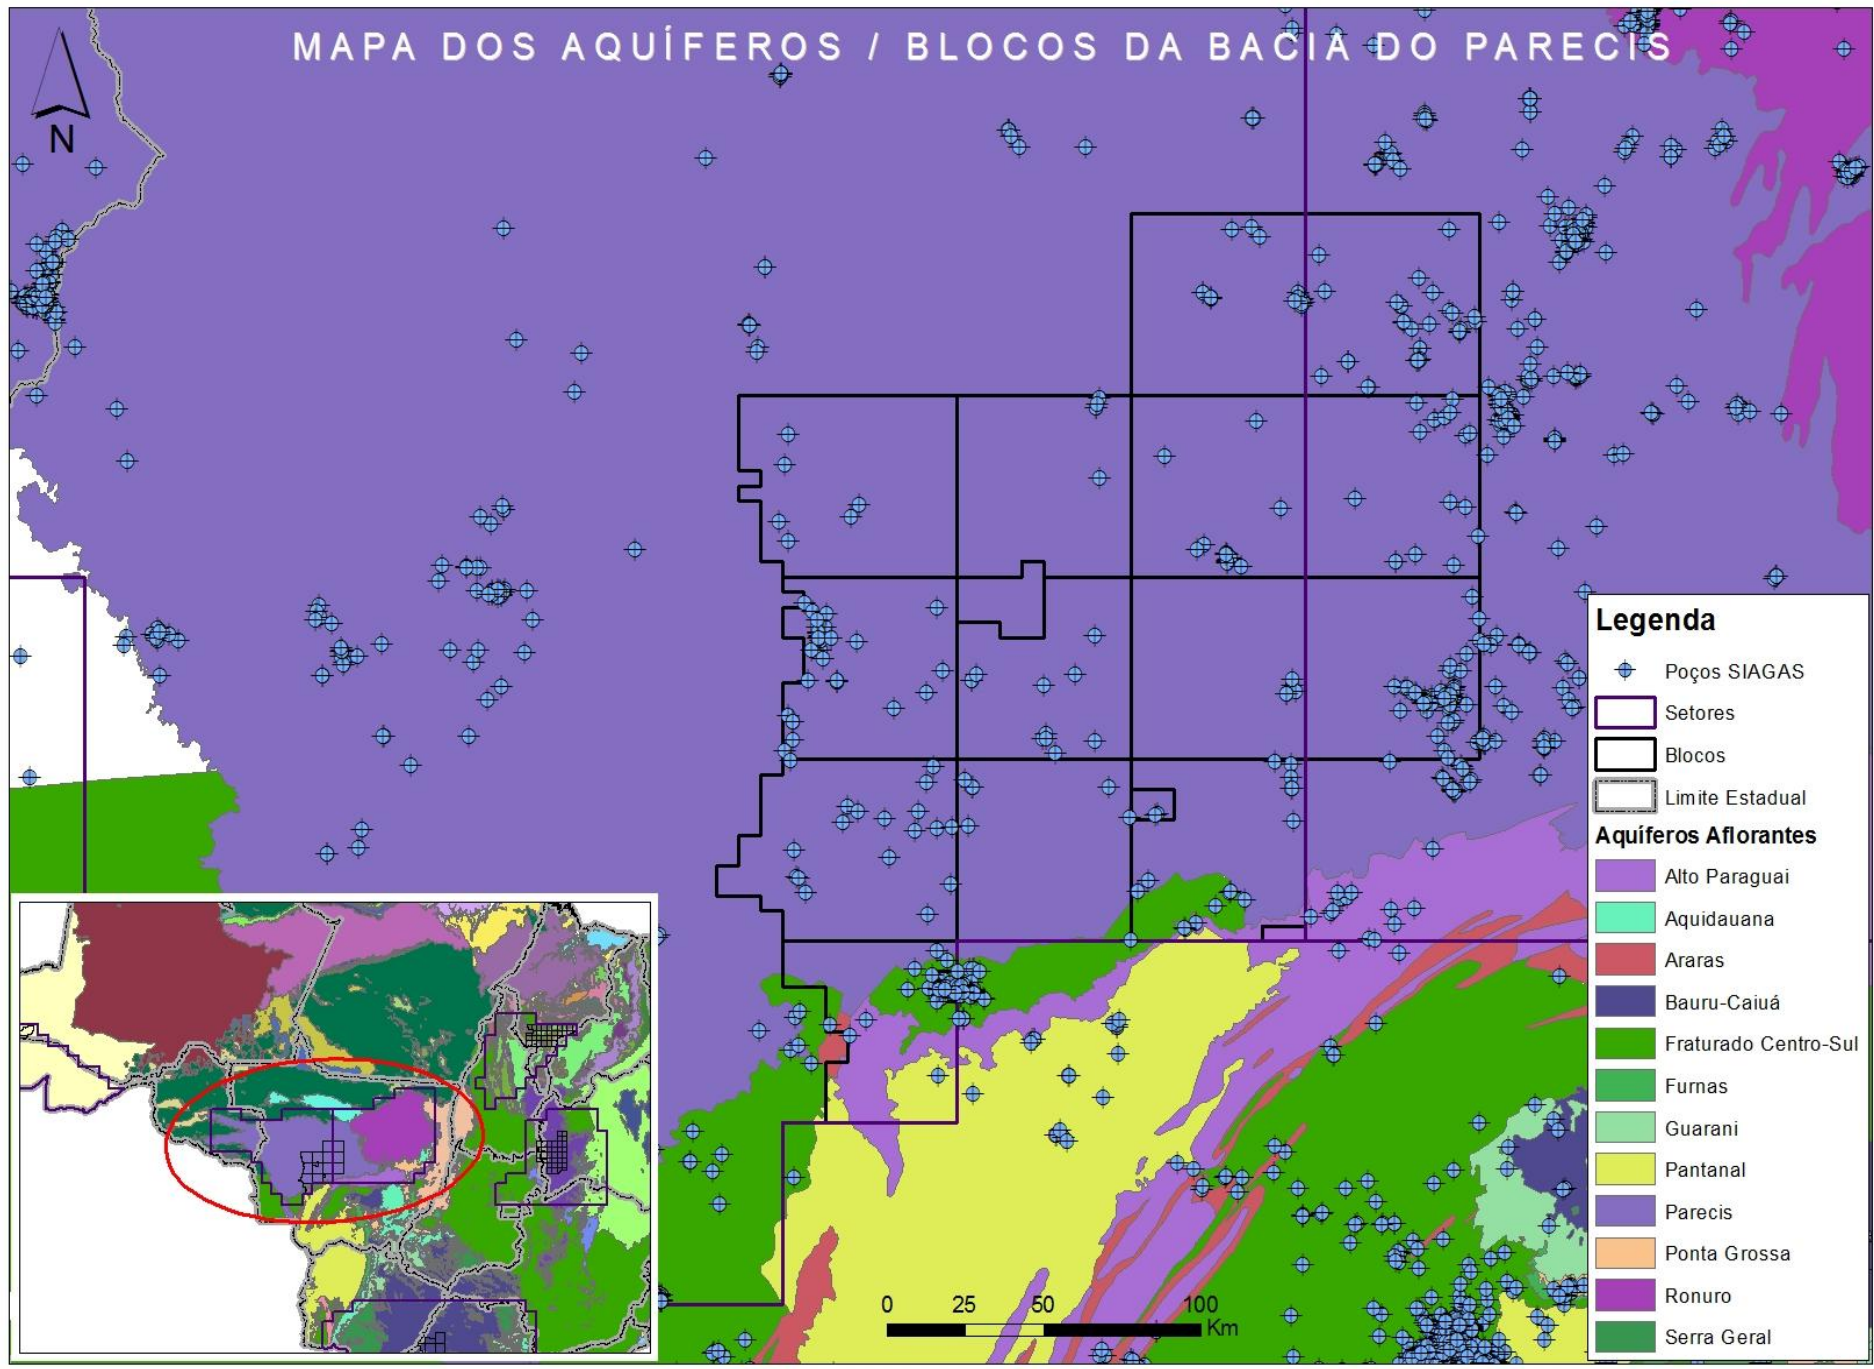 MAPA DOS AQUÍFEROS / BLOCOS DA BACIA DO PARECIS
N
Legenda
Poços SIAGAS
Setores
Blocos
Limite Estadual
Aquíferos Aflorantes
Alto Paraguai
Aquidauana
Araras
Bauru-Caiuá
Fraturado Centro-Sul
Furnas
Guarani
Pantanal
Parecis
Ponta Grossa
Ronuro
Serra Geral
0 25 50 100
Km